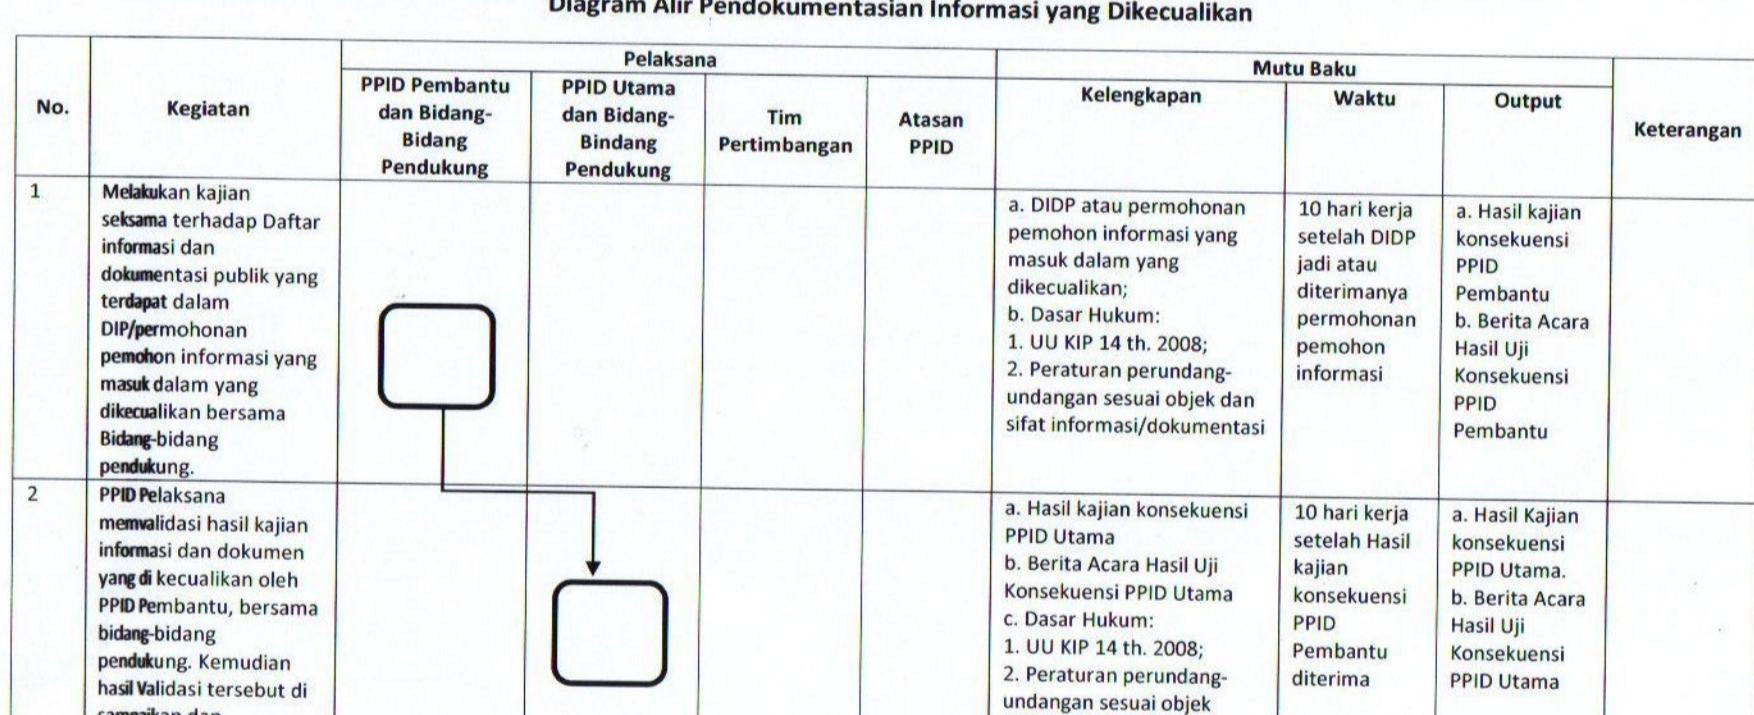 Diagram Alir Pendokumentasian Informasi yang Dikecualikan
No.
Kegiatan
Pelaksana
PPID Pembantu
dan Bidang-
Bidang
Pendukung
PPID Utama
dan Bidang-
Bindang
Pendukung
Tim
Pertimbangan
Atasan
PPID
Mutu Baku
Kelengkapan
Waktu
Output
Keterangan
1
Melakukan kajian
seksama terhadap Daftar
informasi dan
dokumentasi publik yang
terdapat dalam
DIP/permohonan
pemohon informasi yang
masuk dalam yang
dikecualikan bersama
Bidang-bidang
pendukung.
a. DIDP atau permohonan
pemohon informasi yang
masuk dalam yang
dikecualikan;
b. Dasar Hukum:
1. UU KIP 14 th. 2008;
2. Peraturan perundang-
undangan sesuai objek dan
sifat informasi/dokumentasi
10 hari kerja
setelah DIDP
jadi atau
diterimanya
permohonan
pemohon
informasi
a. Hasil kajian
konsekuensi
PPID
Pembantu
b. Berita Acara
Hasil Uji
Konsekuensi
PPID
Pembantu
2
PPID Pelaksana
memvalidasi hasil kajian
informasi dan dokumen
yang di kecualikan oleh
PPID Pembantu, bersama
bidang-bidang
pendukung. Kemudian
hasil Validasi tersebut di
sampaikan dan
a. Hasil kajian konsekuensi
PPID Utama
b. Berita Acara Hasil Uji
Konsekuensi PPID Utama
c. Dasar Hukum:
1. UU KIP 14 th. 2008;
2. Peraturan perundang-
undangan sesuai objek
10 hari kerja
setelah Hasil
kajian
konsekuensi
PPID
Pembantu
diterima
a. Hasil Kajian
konsekuensi
PPID Utama.
b. Berita Acara
Hasil Uji
Konsekuensi
PPID Utama